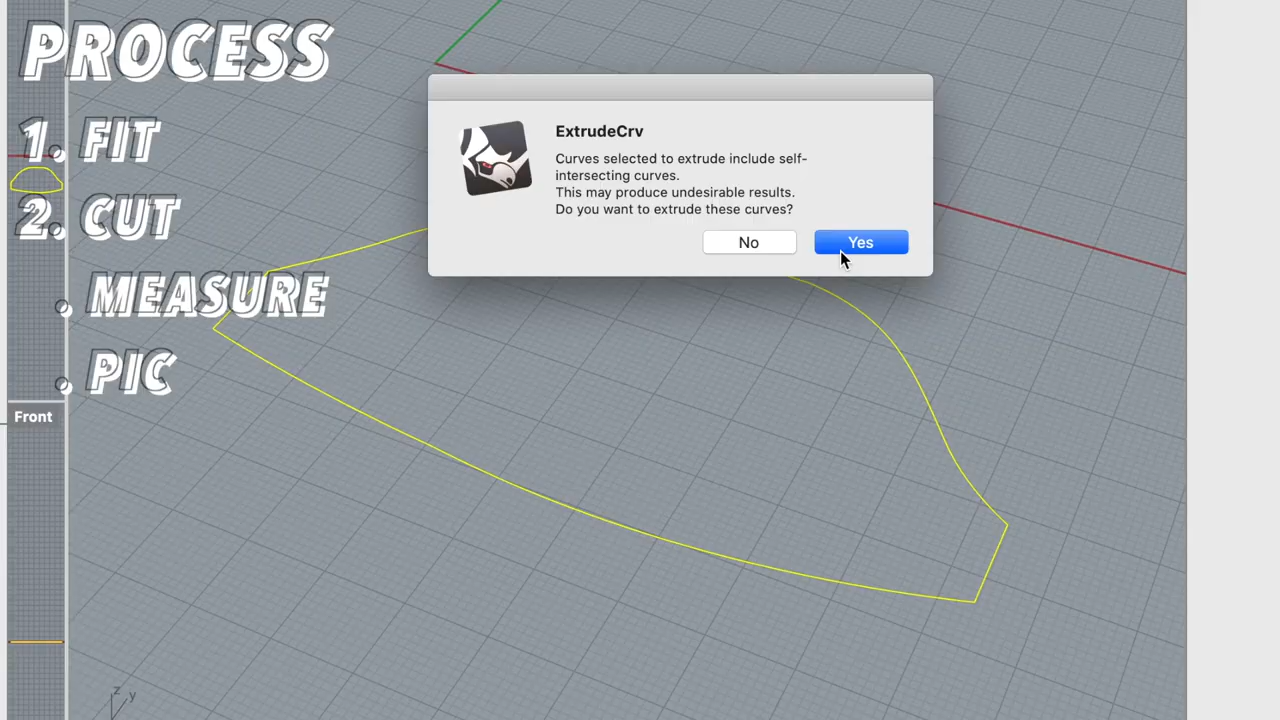 PROCESS
1. FIT
2. CUT
. MEASURE
. PIC
ExtrudeCrv
Curves selected to extrude include self-
intersecting curves.
This may produce undesirable results.
Do you want to extrude these curves?
No
Yes
Front
z
y